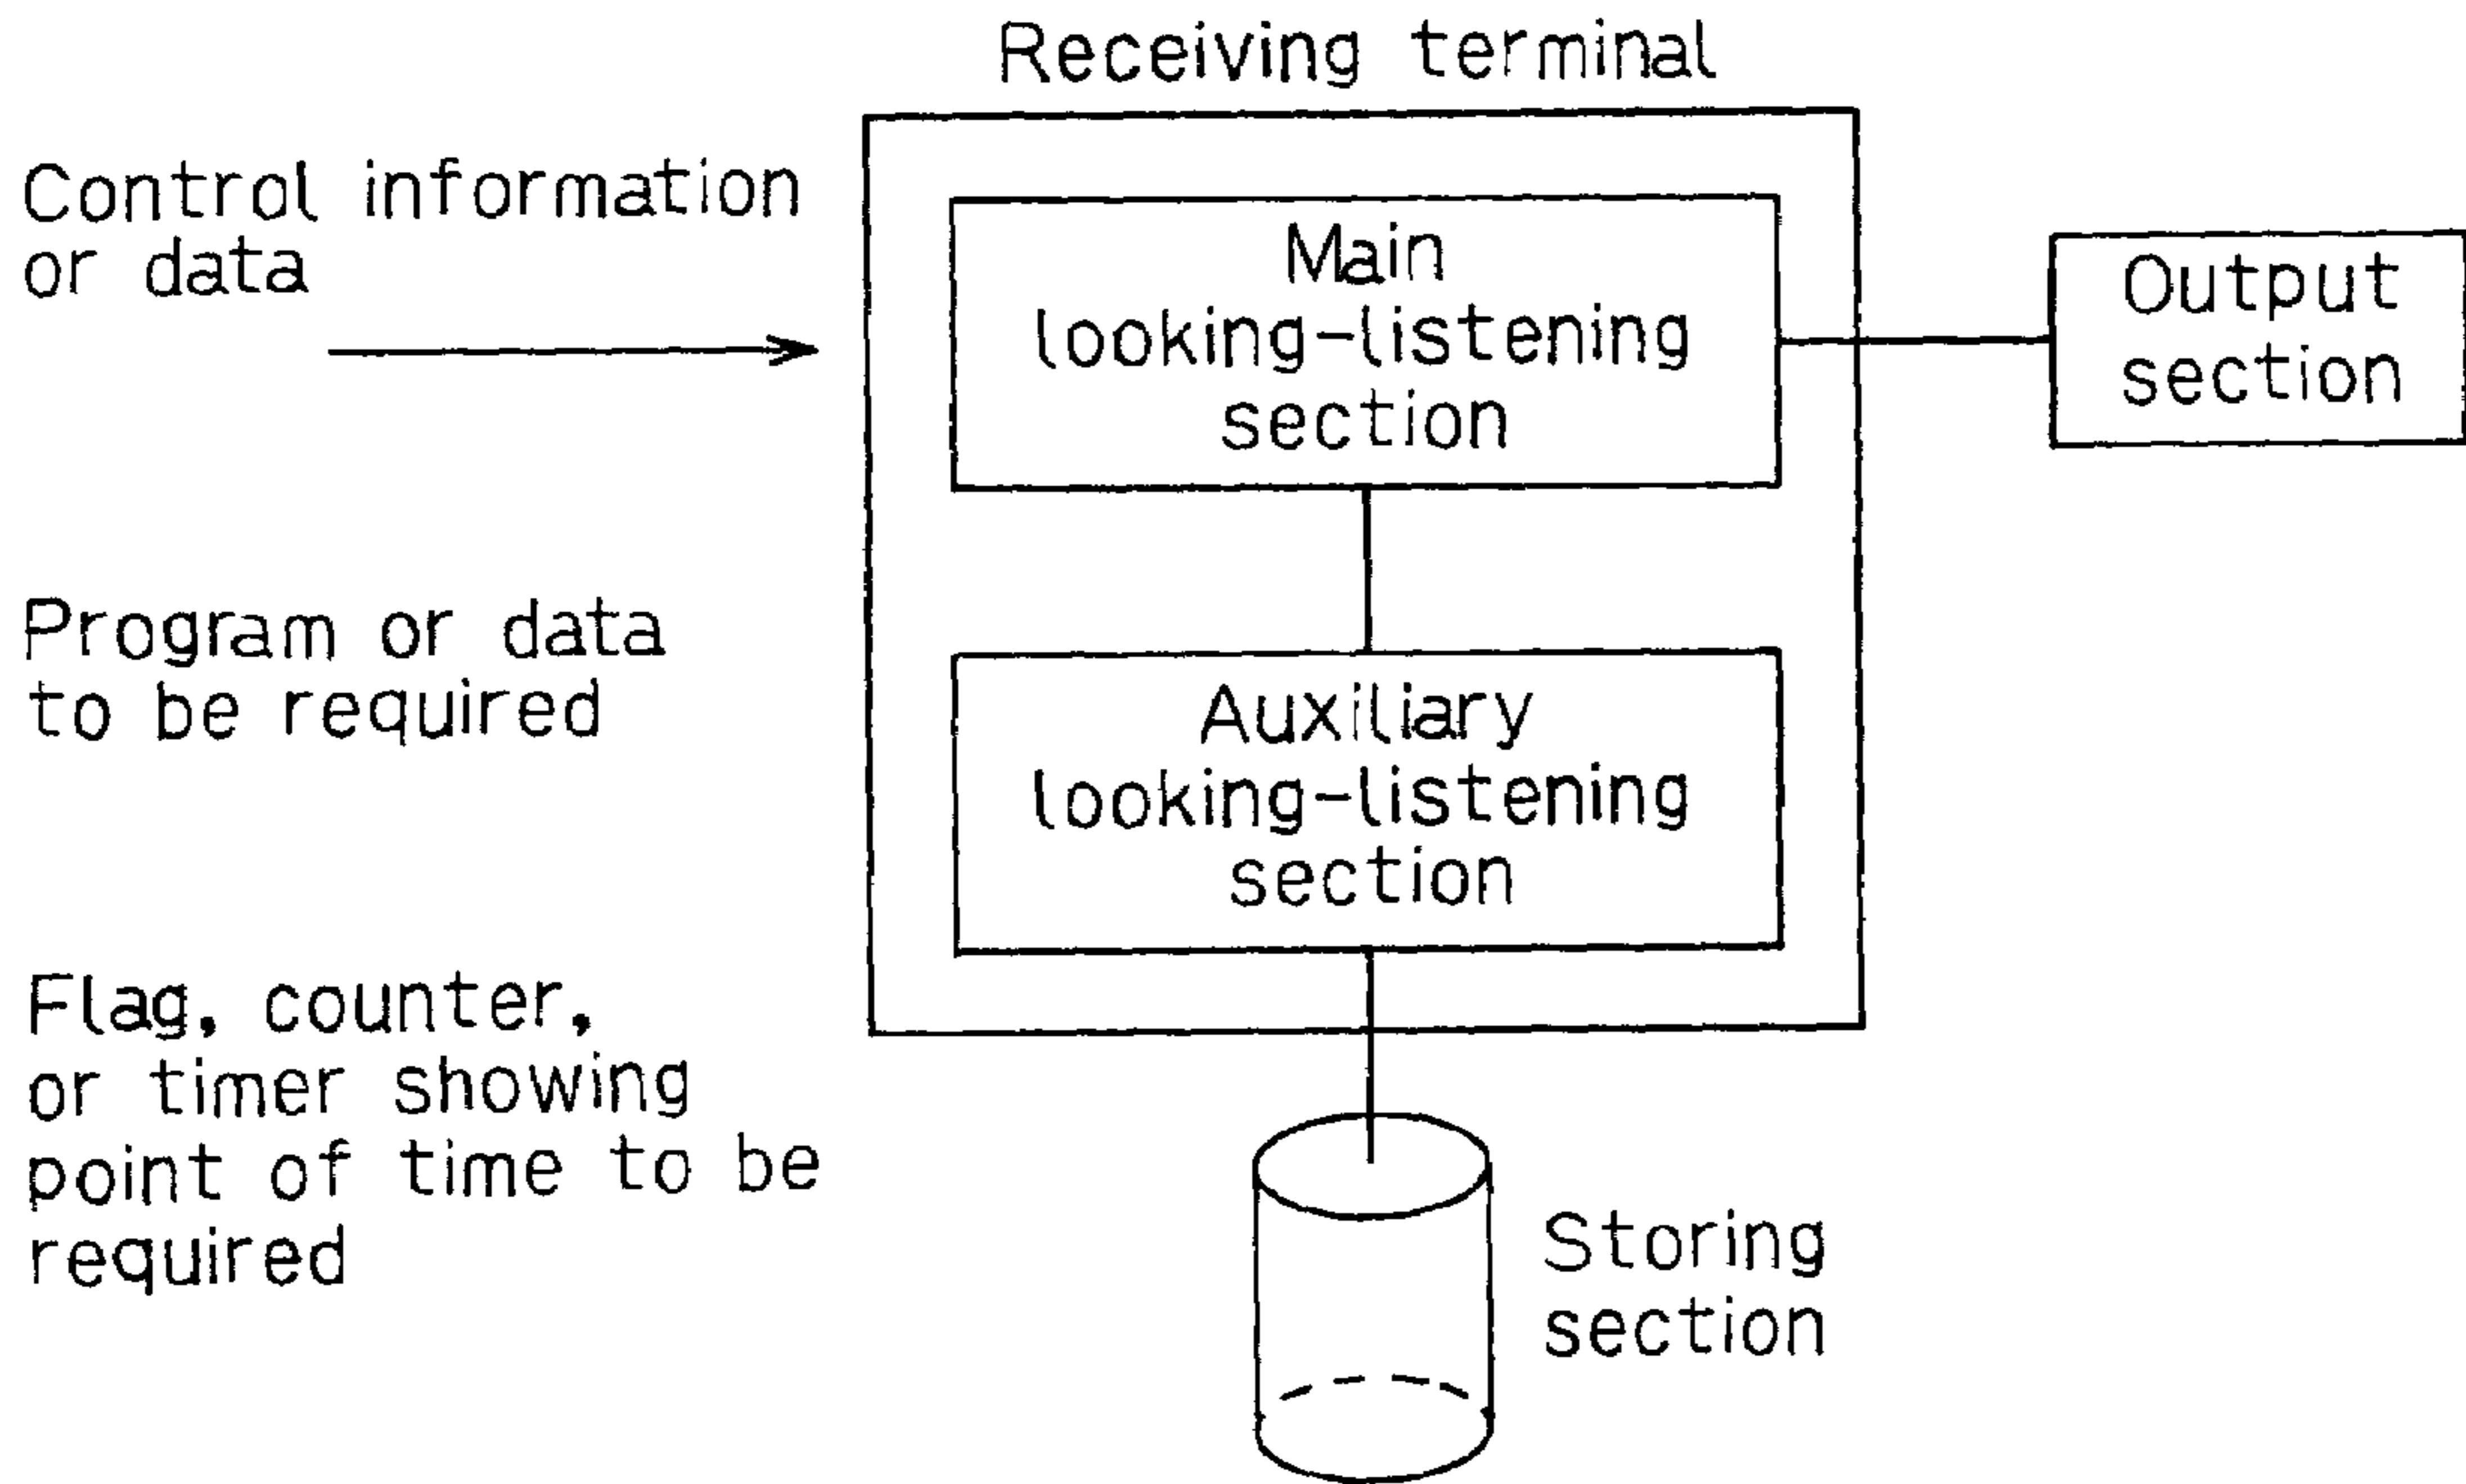 Receiving terminal
Control information
or data
Main
looking-listening
section
Output
section
Program or data
to be required
Auxiliary
looking-listening
section
Flag, counter,
or timer showing
point of time to be
required
Storing
section